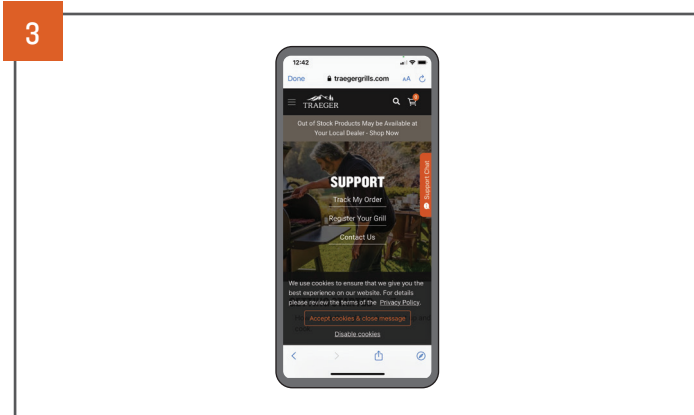 3
12:42
Done traegergrills.com AA
TRAEGER
Out of Stock Products May be Available at
Your Local Dealer - Shop Now
SUPPORT
Track My Order
Register Your Grill
Contact Us
Support Chat
We use cookies to ensure that we give you the
best experience on our website. For details
please review the terms of the Privacy Policy.
Accept cookies & close message
Disable cookies